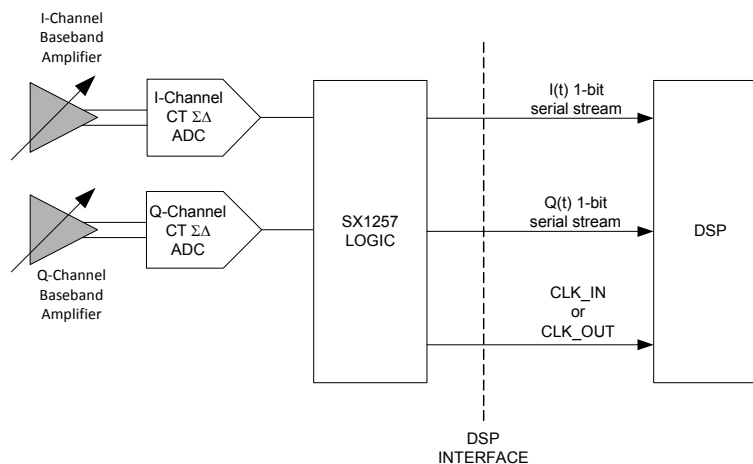 I-Channel
Baseband
Amplifier
I-Channel
CT ΣΔ
ADC
Q-Channel
CT ΣΔ
ADC
Q-Channel
Baseband
Amplifier
SX1257
LOGIC
I(t) 1-bit
serial stream
Q(t) 1-bit
serial stream
CLK_IN
or
CLK_OUT
DSP
DSP
INTERFACE